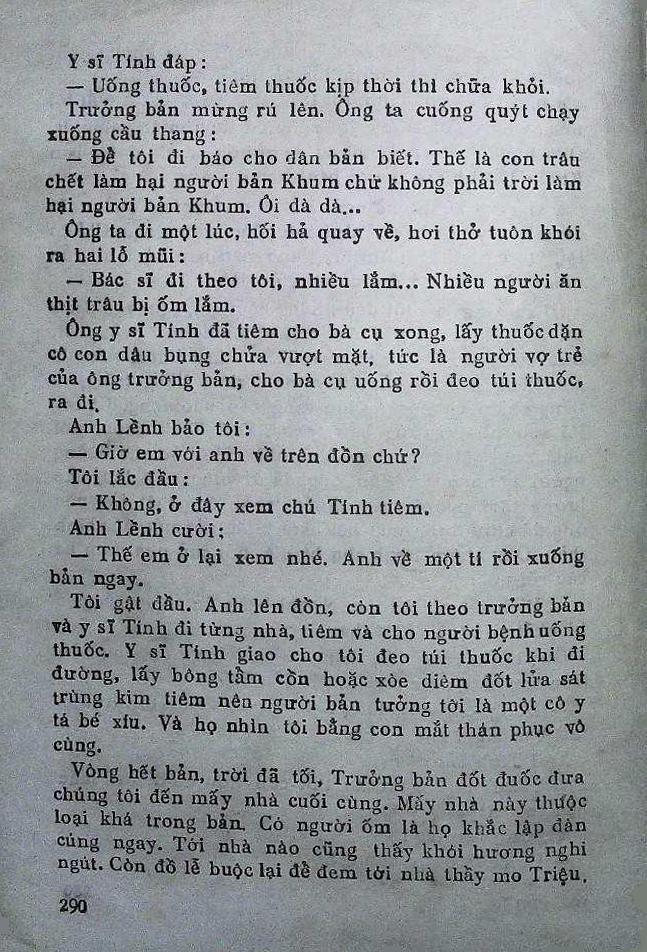 Y sĩ Tính đáp :
— Uống thuốc, tiêm thuốc kịp thời thì chữa khỏi.
Trưởng bản mừng rú lên. Ông ta cuống quýt chạy
xuống cầu thang :
— Để tôi đi báo cho dân bản biết. Thế là con trâu
chết làm hại người bản Khum chứ không phải trời làm
hại người bản Khum. Ôi dà dà...
Ông ta đi một lúc, hối hả quay về, hơi thở tuôn khói
ra hai lỗ mũi :
— Bác sĩ đi theo tôi, nhiều lắm... Nhiều người ăn
thịt trâu bị ốm lắm.
Ông y sĩ Tính đã tiêm cho bà cụ xong, lấy thuốc dặn
cô con dâu bụng chửa vượt mặt, tức là người vợ trẻ
của ông trưởng bản, cho bà cụ uống rồi đeo túi thuốc,
ra đi.
Anh Lềnh bảo tôi :
— Giờ em với anh về trên đồn chứ ?
Tôi lắc đầu :
— Không, ở đây xem chú Tính tiêm.
Anh Lềnh cười ;
— Thế em ở lại xem nhé. Anh về một tí rồi xuống
bản ngay.
Tôi gật đầu. Anh lên đồn, còn tôi theo trưởng bản
và y sĩ Tính đi từng nhà, tiêm và cho người bệnh uống
thuốc. Y sĩ Tính giao cho tôi đeo túi thuốc khi đi
đường, lấy bông tầm cồn hoặc xòe diêm đốt lửa sát
trùng kim tiêm nên người bản tưởng tôi là một cô y
tá bé xíu. Và họ nhìn tôi bằng con mắt thán phục vô
cùng.
Vòng hết bản, trời đã tối, Trưởng bản đốt đuốc đưa
chúng tôi đến mấy nhà cuối cùng. Mấy nhà này thuộc
loại khá trong bản. Có người ốm là họ khắc lập đàn
cúng ngay. Tới nhà nào cũng thấy khói hương nghi
ngút. Còn đồ lễ buộc lại để đem tới nhà thầy mo Triệu.
290